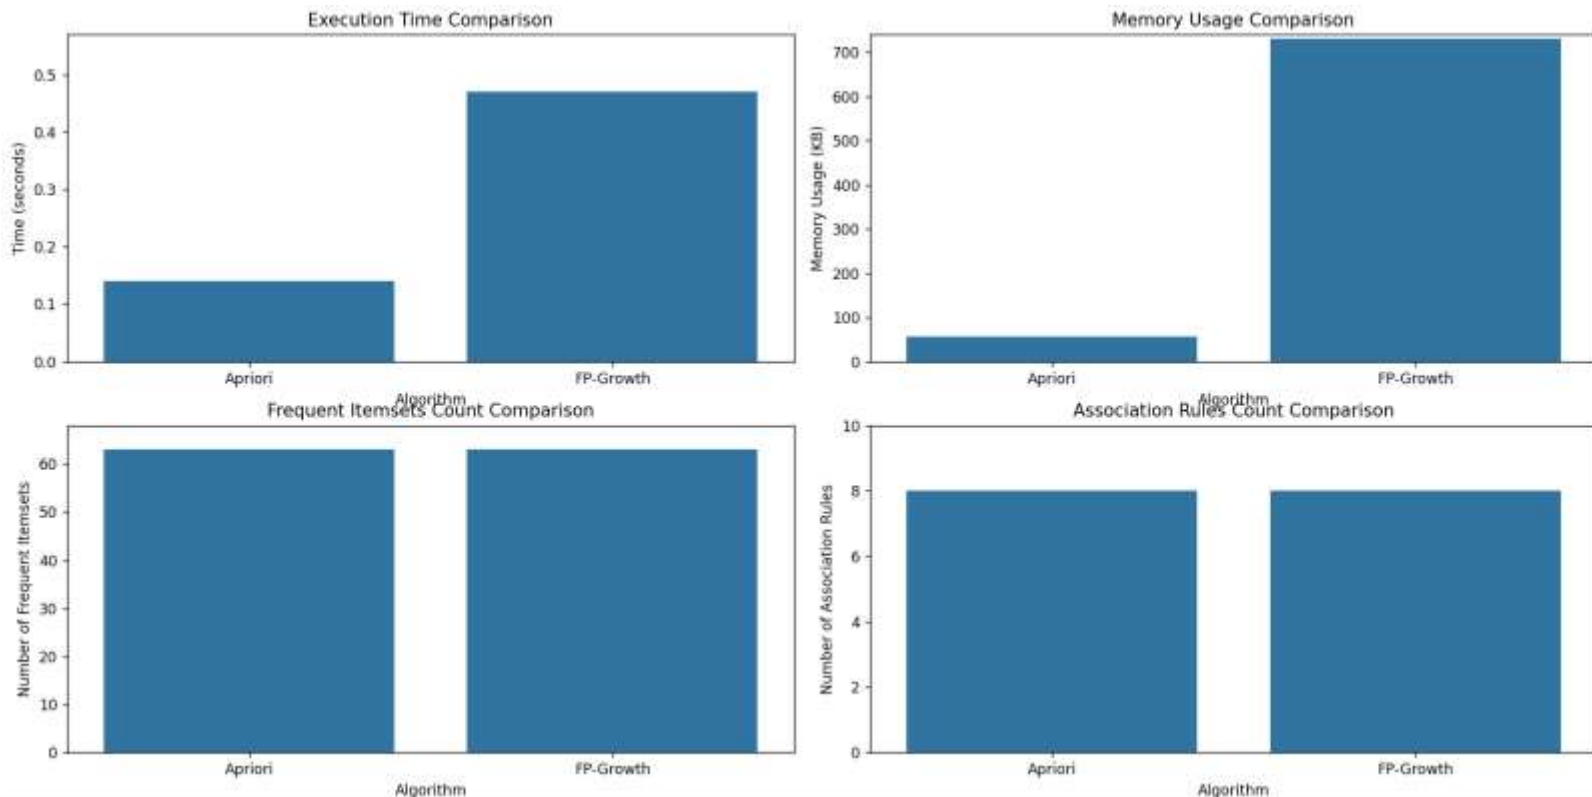 Execution Time Comparison
Time (seconds)
0.5
0.4
0.3
0.2
0.1
0.0
Apriori
FP-Growth
Algorithm
Memory Usage Comparison
Memory Usage (KB)
700
600
500
400
300
200
100
0
Apriori
FP-Growth
Algorithm
Frequent Itemsets Count Comparison
Number of Frequent Itemsets
60
50
40
30
20
10
0
Apriori
FP-Growth
Algorithm
Association Rules Count Comparison
Number of Association Rules
10
8
6
4
2
0
Apriori
FP-Growth
Algorithm